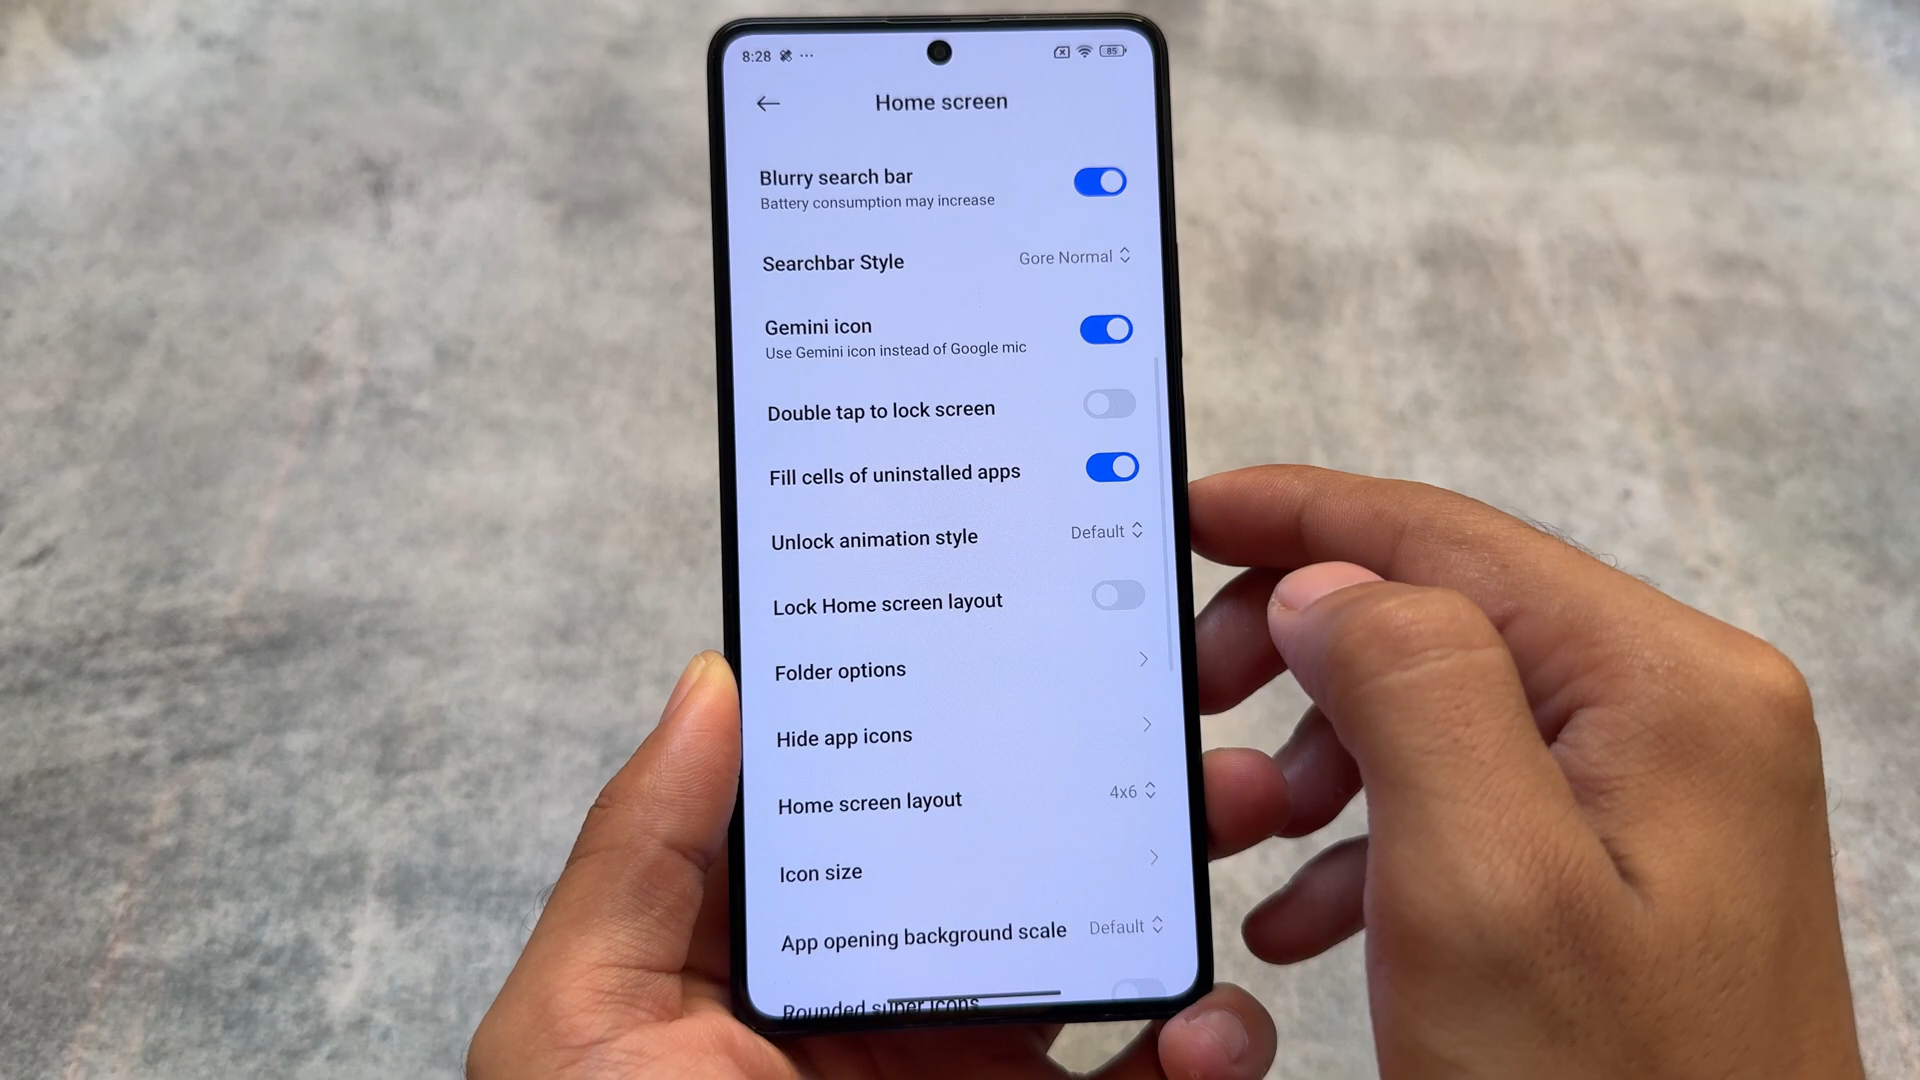 8:28 ...
85
Home screen
Blurry search bar
Battery consumption may increase
Searchbar Style Gore Normal
Gemini icon
Use Gemini icon instead of Google mic
Double tap to lock screen
Fill cells of uninstalled apps
Unlock animation style Default
Lock Home screen layout
Folder options
Hide app icons
Home screen layout 4x6
Icon size
App opening background scale Default
Rounded super icons